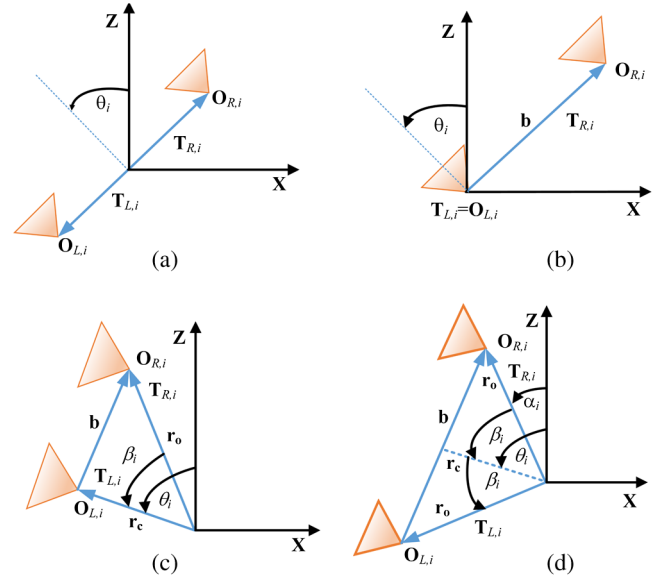 Z
θi
OR,i
TR,i
X
TL,i
OL,i
(a)
Z
θi
OR,i
b
TR,i
X
TL,i=OL,i
(b)
Z
OR,i
TR,i
b
ro
βi
TL,i
θi
OL,i
rc
X
(c)
Z
OR,i
TR,i
ro
αi
b
βi
θi
rc
βi
ro
X
TL,i
OL,i
(d)